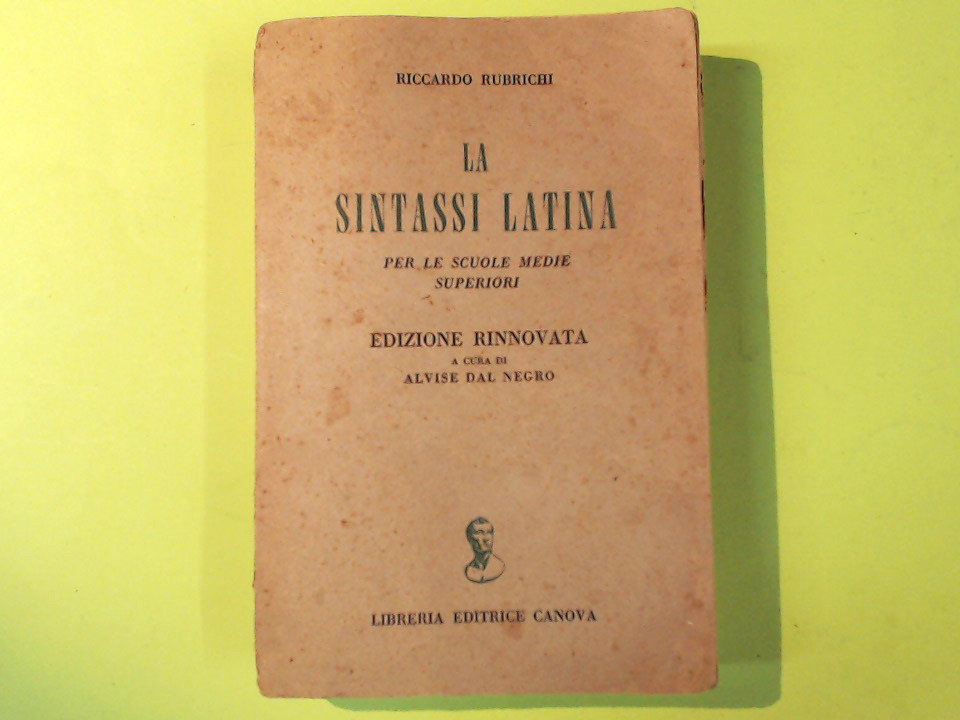 RICCARDO RUBRICHI
LA
SINTASSI LATINA
PER LE SCUOLE MEDIE
SUPERIORI
EDIZIONE RINNOVATA
A CURA DI
ALVISE DAL NEGRO
LIBRERIA EDITRICE CANOVA